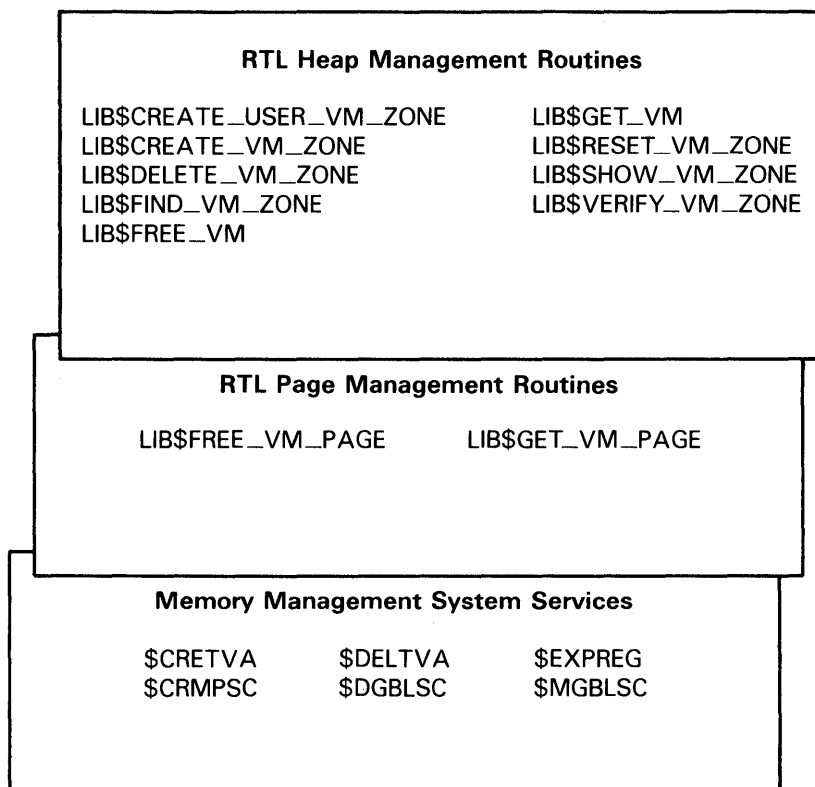 RTL Heap Management Routines
LIB$CREATE_USER_VM_ZONE LIB$GET_VM
LIB$CREATE_VM_ZONE LIB$RESET_VM_ZONE
LIB$DELETE_VM_ZONE LIB$SHOW_VM_ZONE
LIB$FIND_VM_ZONE LIB$VERIFY_VM_ZONE
LIB$FREE_VM
RTL Page Management Routines
LIB$FREE_VM_PAGE LIB$GET_VM_PAGE
Memory Management System Services
$CRETVA $DELTVA $EXPREG
$CRMPSC $DGBLSC $MGBLSC